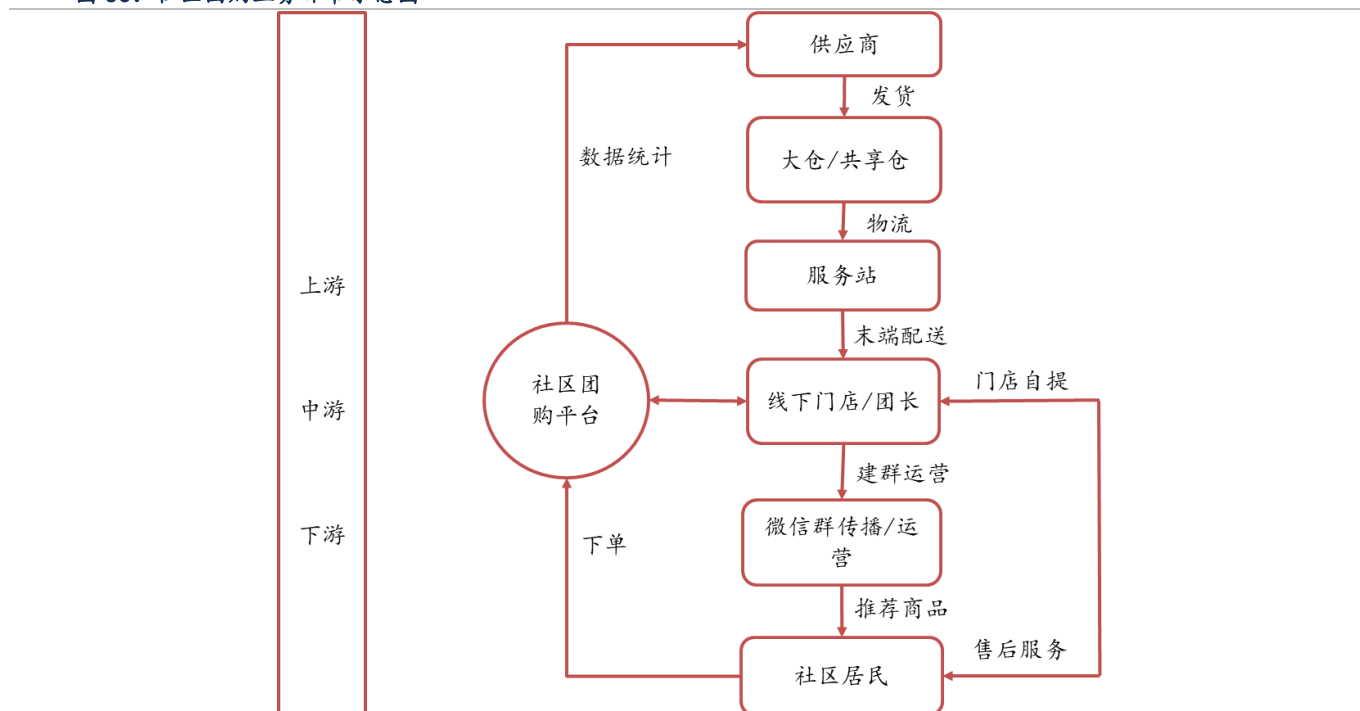 供应商
发货
数据统计
大仓/共享仓
物流
上游
服务站
末端配送
社区团
购平台
线下门店/团长
门店自提
中游
建群运营
微信群传播/运
营
下游
下单
推荐商品
社区居民
售后服务